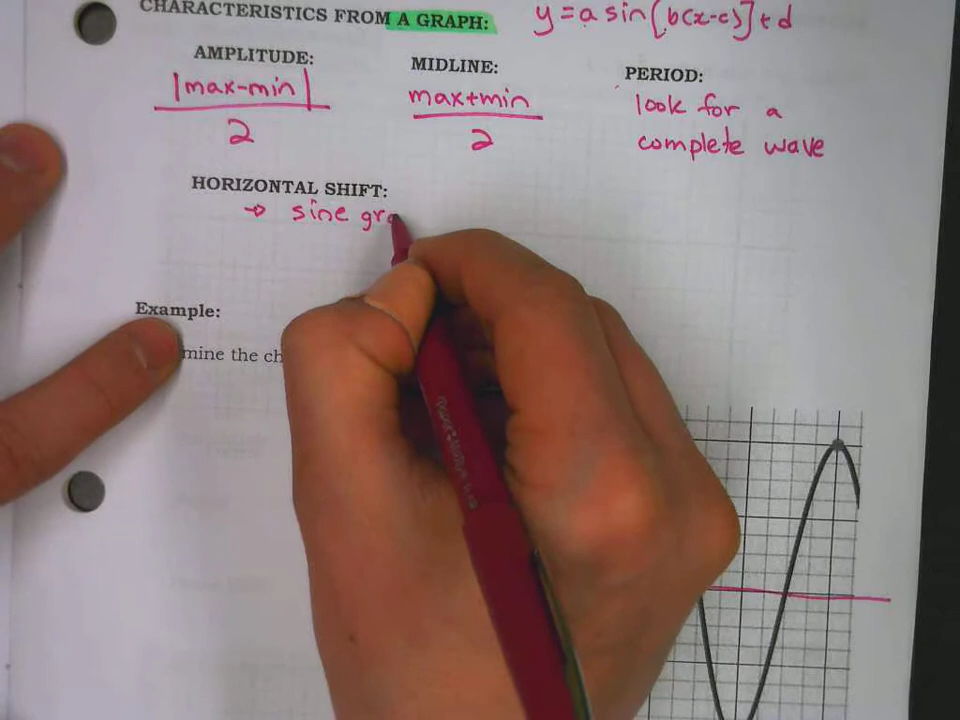 CHARACTERISTICS FROM A GRAPH:
y = a sin[b(x-c)]+d
AMPLITUDE:
|max-min|
2
MIDLINE:
max+min
2
PERIOD:
look for a
complete wave
HORIZONTAL SHIFT:
→ sine gra
Example:
mine the ch